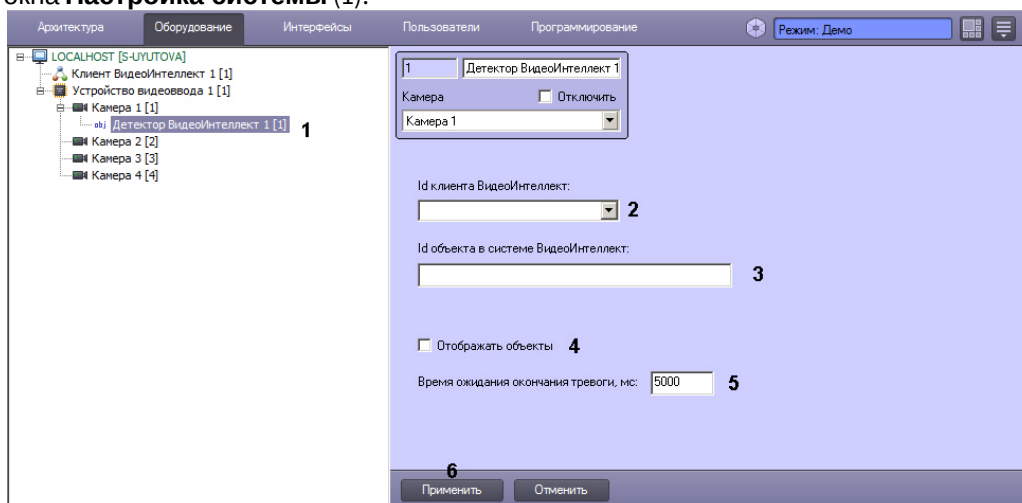 окна Настройка системы (1).
Архитектура Оборудование Интерфейсы Пользователи Программирование Режим: Демо
LOCALHOST [S-UYUTOVA]
Клиент ВидеоИнтеллект 1 [1]
Устройство видеоввода 1 [1]
Камера 1 [1]
obj Детектор ВидеоИнтеллект 1 [1] 1
Камера 2 [2]
Камера 3 [3]
Камера 4 [4]
1 Детектор ВидеоИнтеллект 1
Камера Отключить
Камера 1
Id клиента ВидеоИнтеллект:
2
Id объекта в системе ВидеоИнтеллект:
3
Отображать объекты 4
Время ожидания окончания тревоги, мс: 5000 5
6
Применить Отменить